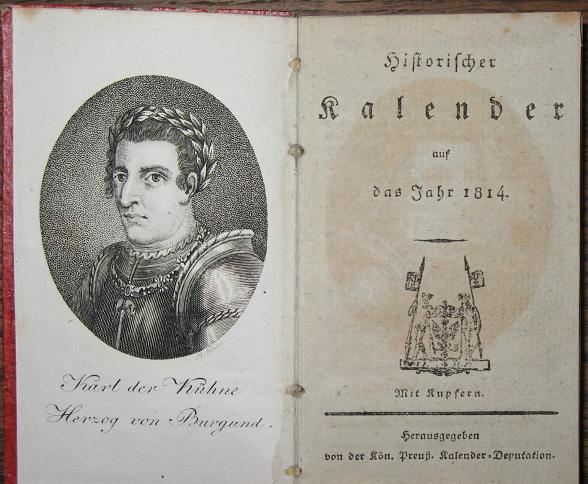 Karl der Kühne
Herzog von Burgund.
Historischer
Kalender
auf
das Jahr 1814.
Mit Kupfern.
Herausgegeben
von der Kön. Preuß. Kalender-Deputation.